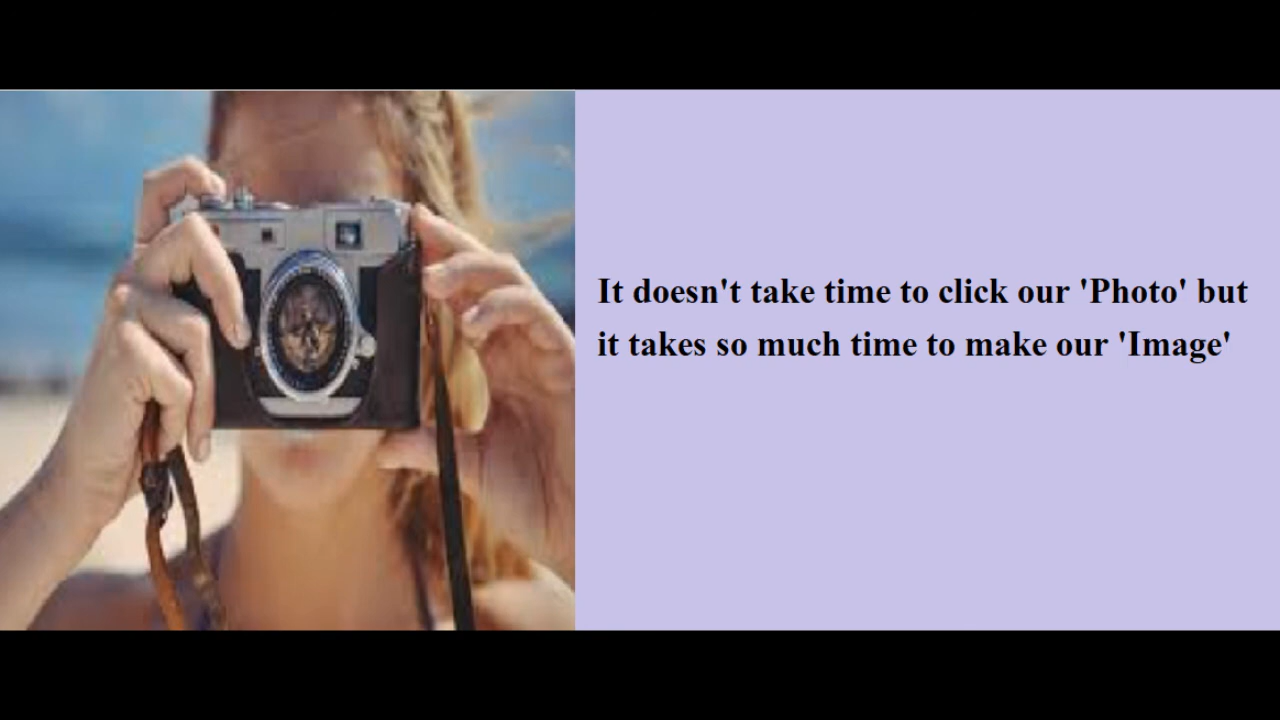 It doesn't take time to click our 'Photo' but
it takes so much time to make our 'Image'